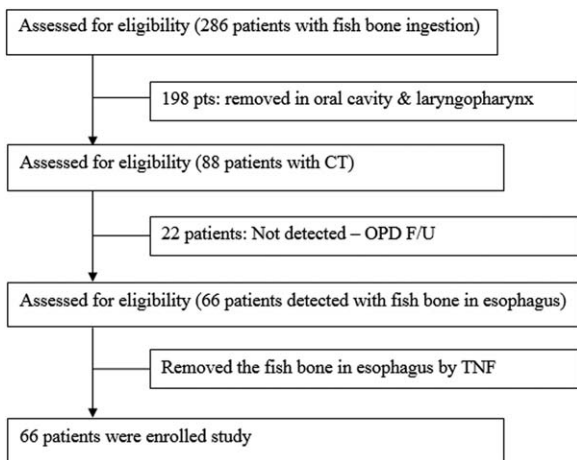 Assessed for eligibility (286 patients with fish bone ingestion)
198 pts: removed in oral cavity & laryngopharynx
Assessed for eligibility (88 patients with CT)
22 patients: Not detected – OPD F/U
Assessed for eligibility (66 patients detected with fish bone in esophagus)
Removed the fish bone in esophagus by TNF
66 patients were enrolled study